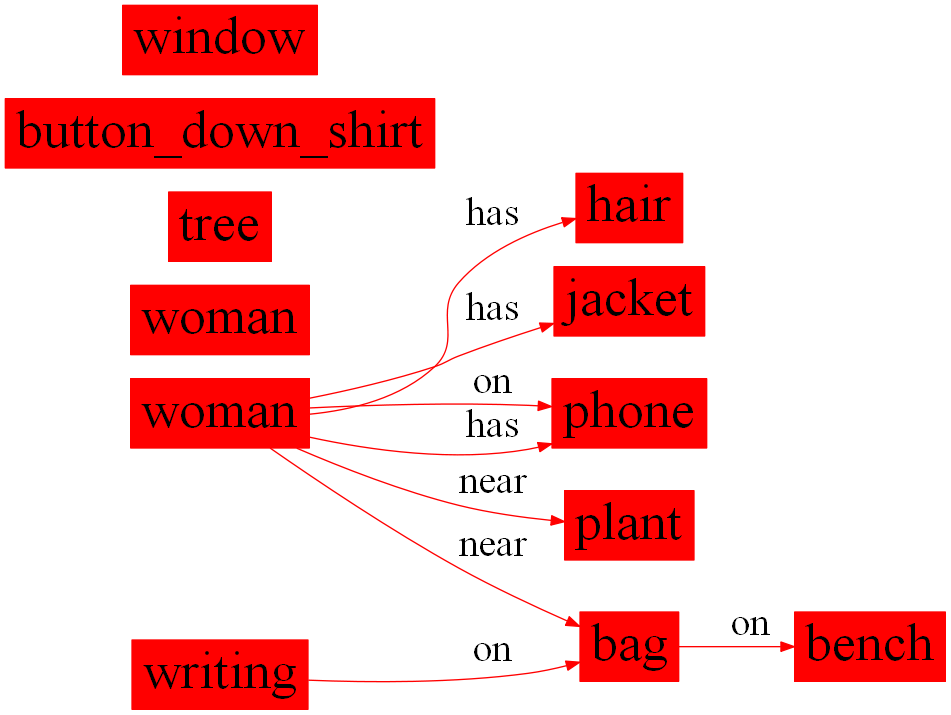 window
button_down_shirt
tree
woman
woman
writing
has
hair
has
jacket
on
has
phone
near
plant
near
on
bag
on
bench